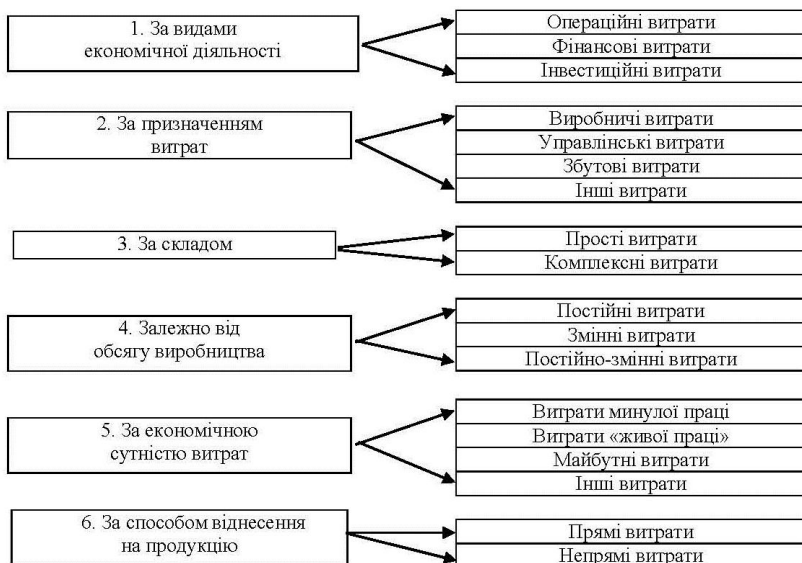 1. За видами
економічної діяльності
Операційні витрати
Фінансові витрати
Інвестиційні витрати
2. За призначенням
витрат
Виробничі витрати
Управлінські витрати
Збутові витрати
Інші витрати
3. За складом
Прості витрати
Комплексні витрати
4. Залежно від
обсягу виробництва
Постійні витрати
Змінні витрати
Постійно-змінні витрати
5. За економічною
сутністю витрат
Витрати минулої праці
Витрати «живої праці»
Майбутні витрати
Інші витрати
6. За способом віднесення
на продукцію
Прямі витрати
Непрямі витрати